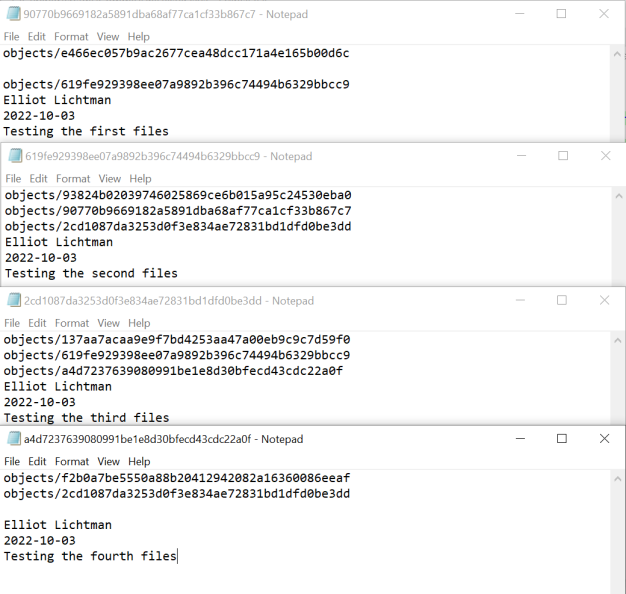 90770b9669182a5891dba68af77ca1cf33b867c7 - Notepad
File Edit Format View Help
objects/e466ec057b9ac2677cea48dcc171a4e165b00d6c
objects/619fe929398ee07a9892b396c74494b6329bbcc9
Elliot Lichtman
2022-10-03
Testing the first files
619fe929398ee07a9892b396c74494b6329bbcc9 - Notepad
File Edit Format View Help
objects/93824b02039746025869ce6b015a95c24530eba0
objects/90770b9669182a5891dba68af77ca1cf33b867c7
objects/2cd1087da3253d0f3e834ae72831bd1dfd0be3dd
Elliot Lichtman
2022-10-03
Testing the second files
2cd1087da3253d0f3e834ae72831bd1dfd0be3dd - Notepad
File Edit Format View Help
objects/137aa7acaa9e9f7bd4253aa47a00eb9c9c7d59f0
objects/619fe929398ee07a9892b396c74494b6329bbcc9
objects/a4d7237639080991be1e8d30bfecd43cdc22a0f
Elliot Lichtman
2022-10-03
Testing the third files
a4d7237639080991be1e8d30bfecd43cdc22a0f - Notepad
File Edit Format View Help
objects/f2b0a7be5550a88b20412942082a16360086eeaf
objects/2cd1087da3253d0f3e834ae72831bd1dfd0be3dd
Elliot Lichtman
2022-10-03
Testing the fourth files